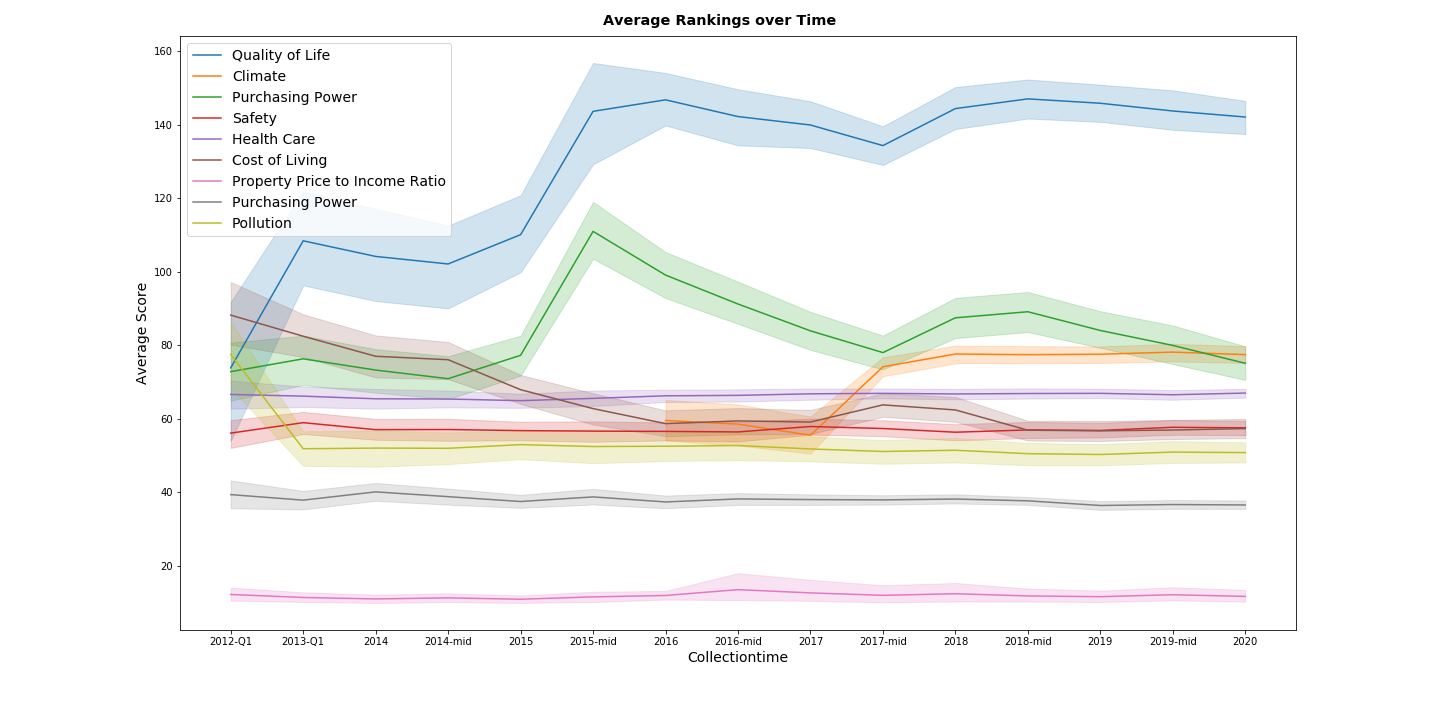 Average Rankings over Time
160
140
120
100
80
60
40
20
Average Score
Quality of Life
Climate
Purchasing Power
Safety
Health Care
Cost of Living
Property Price to Income Ratio
Purchasing Power
Pollution
2012-Q1 2013-Q1 2014 2014-mid 2015 2015-mid 2016 2016-mid 2017 2017-mid 2018 2018-mid 2019 2019-mid 2020
Collectiontime